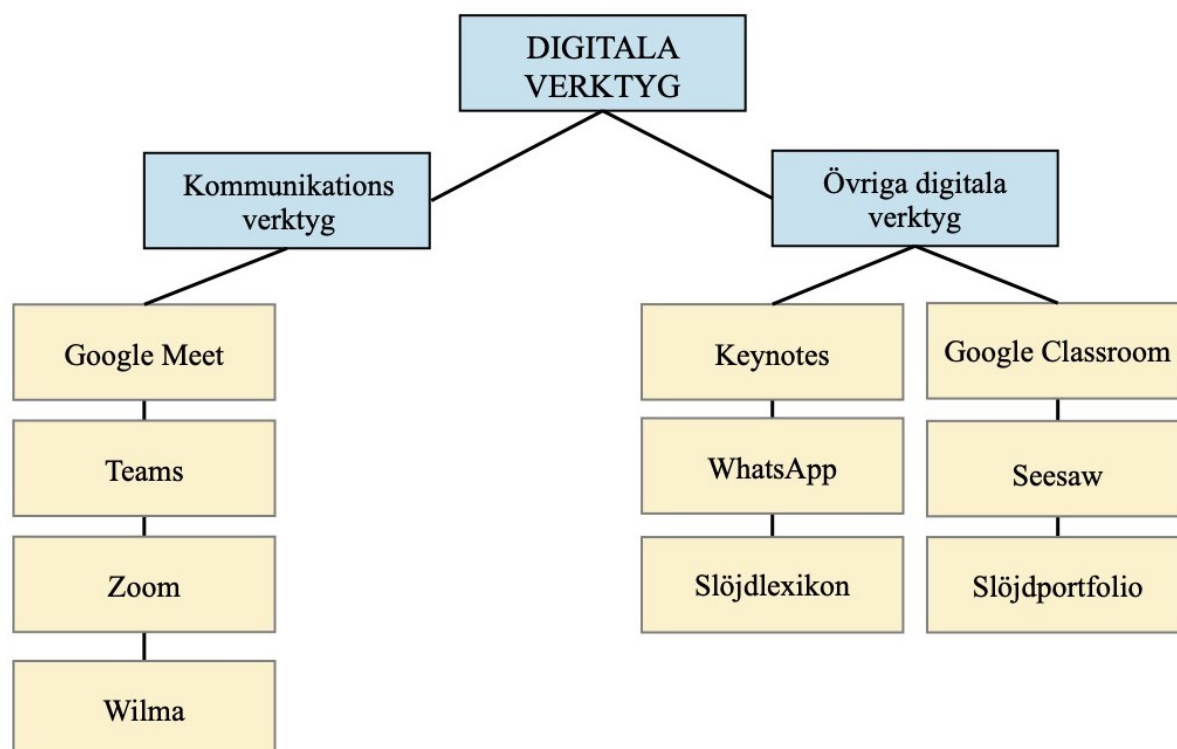 DIGITALA
VERKTYG
Kommunikations
verktyg
Övriga digitala
verktyg
Google Meet
Teams
Zoom
Wilma
Keynotes
WhatsApp
Slöjdlexikon
Google Classroom
Seesaw
Slöjdportfolio